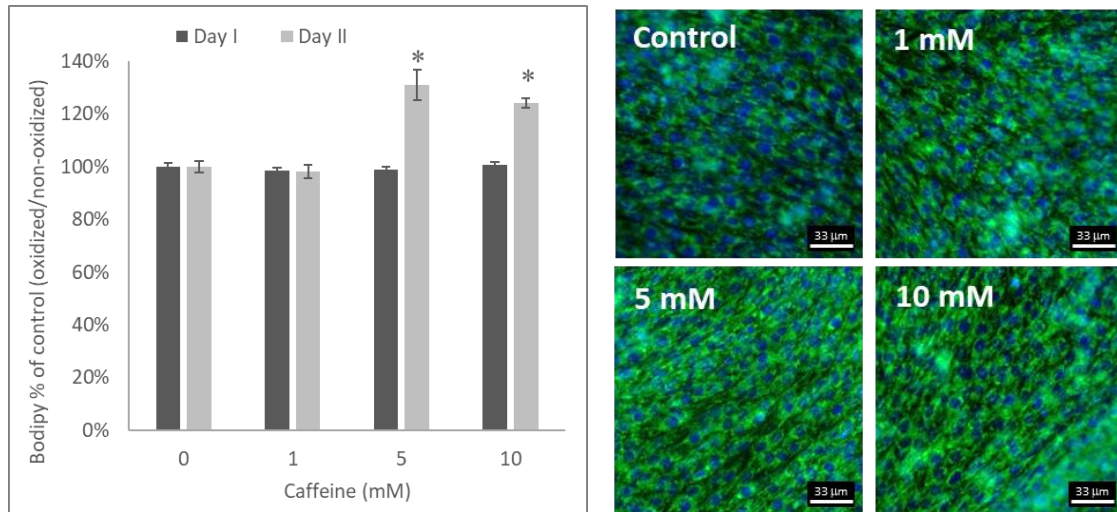 Day I
Day II
140%
120%
100%
80%
60%
40%
20%
0%
Bodipy % of control (oxidized/non-oxidized)
*
*
0
1
5
10
Caffeine (mM)
Control
33 µm
1 mM
33 µm
5 mM
33 µm
10 mM
33 µm